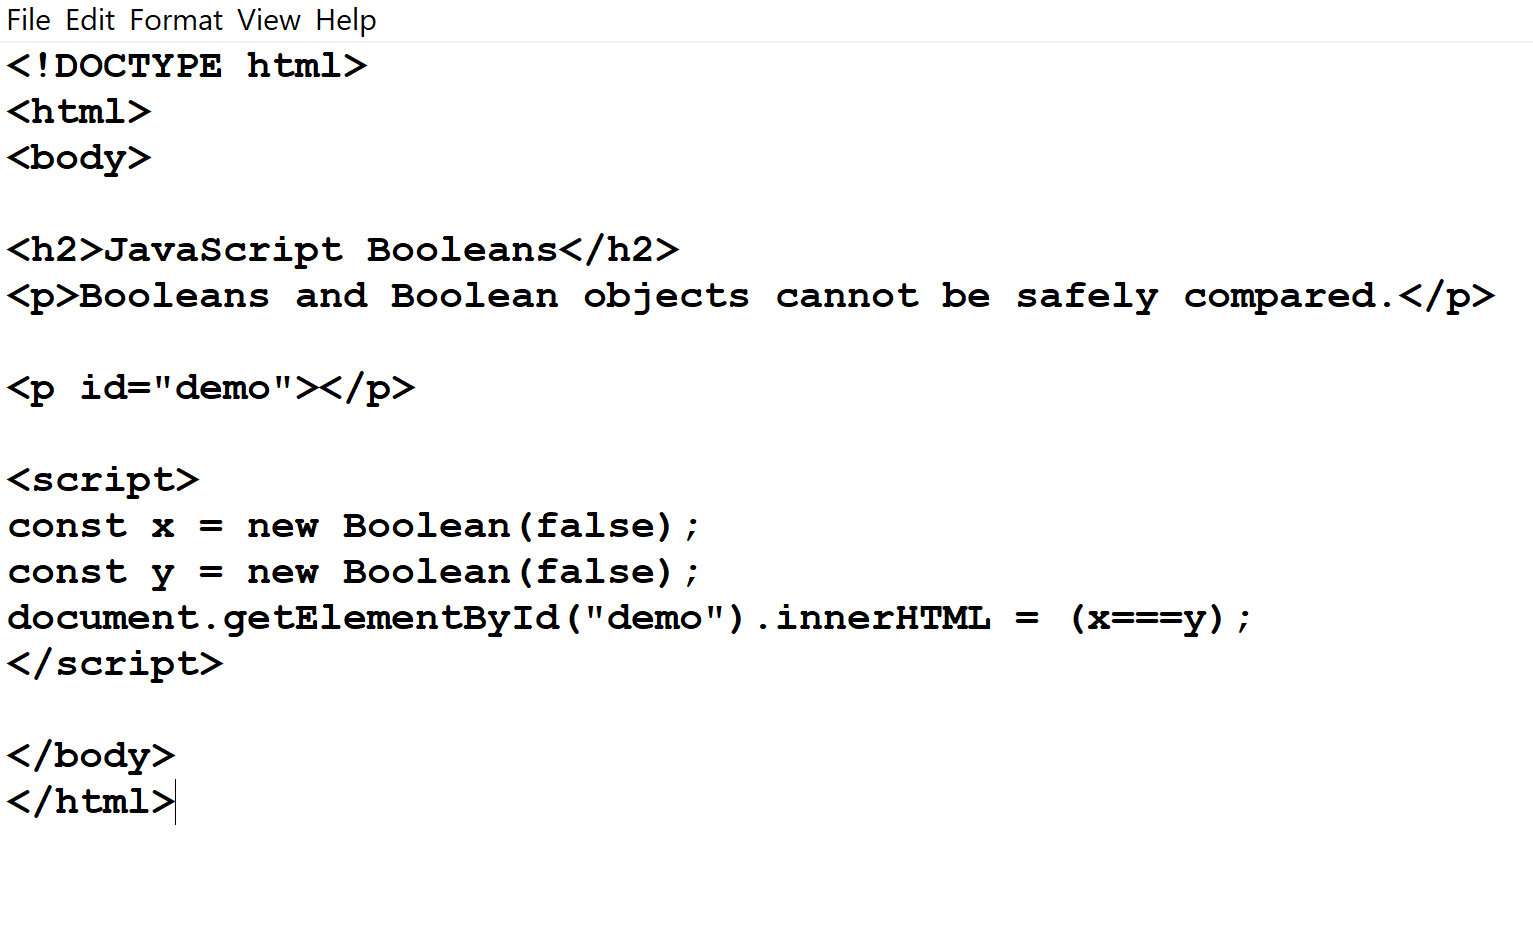 File Edit Format View Help
<!DOCTYPE html>
<html>
<body>
<h2>JavaScript Booleans</h2>
<p>Booleans and Boolean objects cannot be safely compared.</p>
<p id="demo"></p>
<script>
const x = new Boolean(false);
const y = new Boolean(false);
document.getElementById("demo").innerHTML = (x===y);
</script>
</body>
</html>